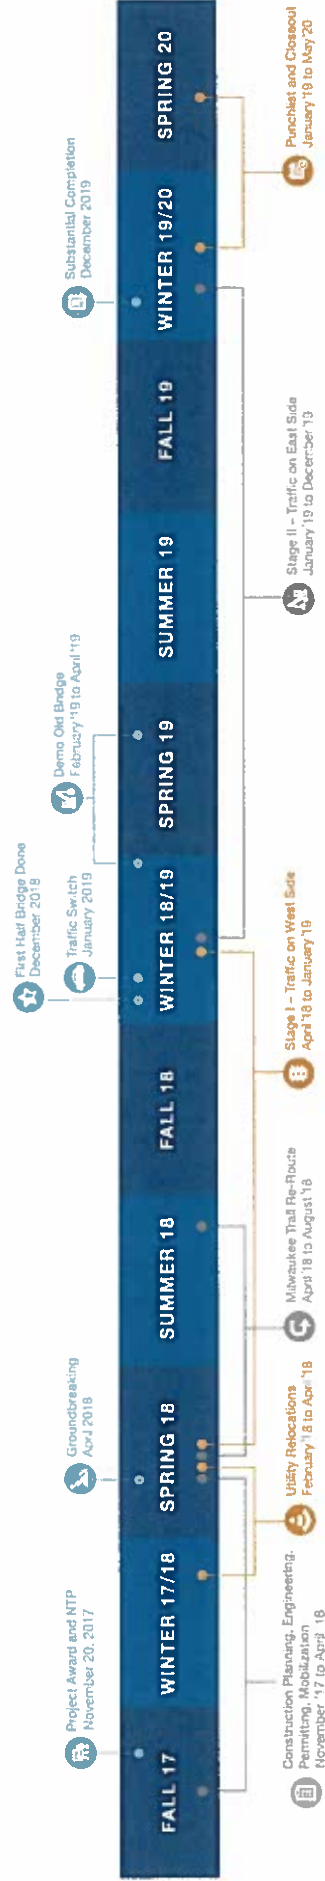 First Half Bridge Done
December 2018
Project Award and NTP
November 20, 2017
Groundbreaking
April 2018
Traffic Switch
January 2019
Demo Old Bridge
February '19 to April '19
Substantial Completion
December 2019
FALL 17
WINTER 17/18
SPRING 18
SUMMER 18
FALL 18
WINTER 18/19
SPRING 19
SUMMER 19
FALL 19
WINTER 19/20
SPRING 20
Construction Planning, Engineering,
Permitting, Mobilization
November '17 to April 18
Utility Relocations
February '18 to April '18
Milwaukee Trail Re-Route
April '18 to August '18
Stage I – Traffic on West Side
April '18 to January '19
Stage II – Traffic on East Side
January '19 to December '19
Punchlist and Closeout
January '19 to May '20